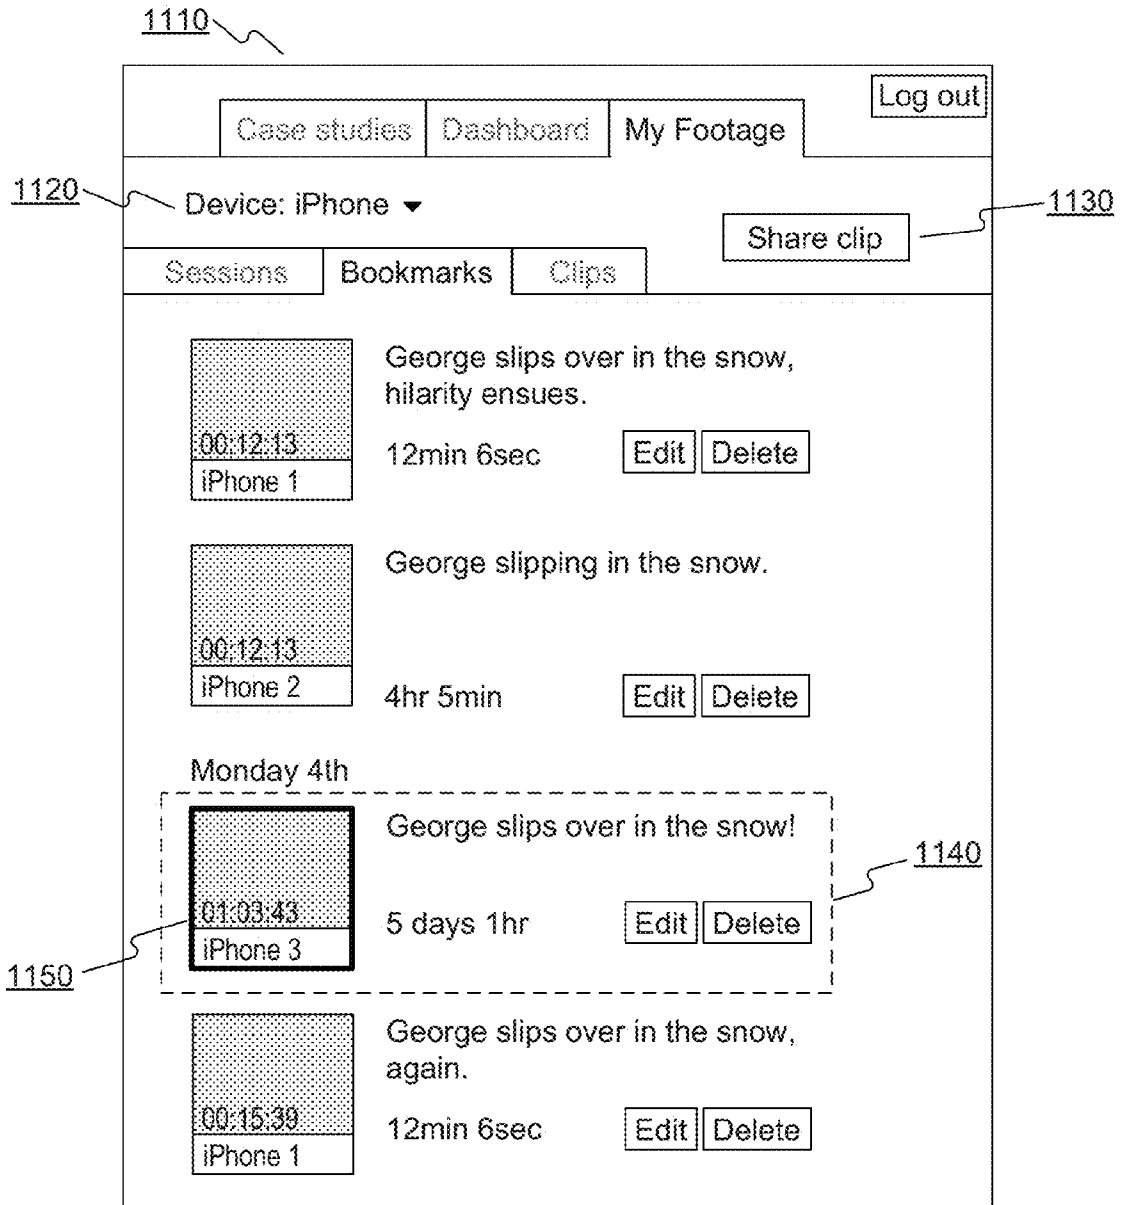 1110
Log out
Case studies Dashboard My Footage
1120
Device: iPhone
1130
Share clip
Sessions Bookmarks Clips
George slips over in the snow,
hilarity ensues.
00:12:13
12min 6sec Edit Delete
iPhone 1
George slipping in the snow.
00:12:13
iPhone 2
4hr 5min Edit Delete
Monday 4th
George slips over in the snow!
1140
01:03:43
5 days 1hr Edit Delete
iPhone 3
1150
George slips over in the snow,
again.
00:15:39
12min 6sec Edit Delete
iPhone 1